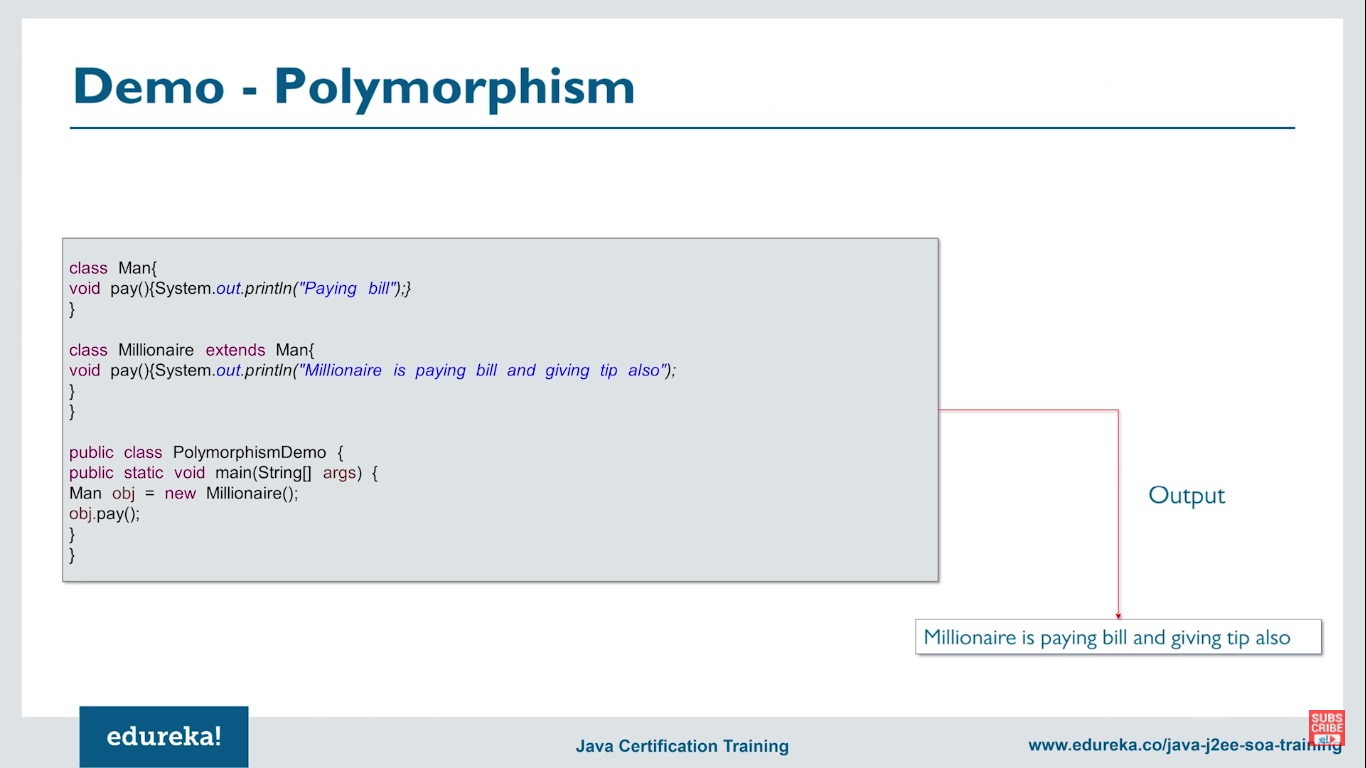 Demo - Polymorphism
class Man{
void pay(){System.out.println("Paying bill");}
}
class Millionaire extends Man{
void pay(){System.out.println("Millionaire is paying bill and giving tip also");
}
}
public class PolymorphismDemo {
public static void main(String[] args) {
Man obj = new Millionaire();
obj.pay();
}
}
Output
Millionaire is paying bill and giving tip also
edureka!
Java Certification Training
www.edureka.co/java-j2ee-soa-training
SUBS
CRIBE